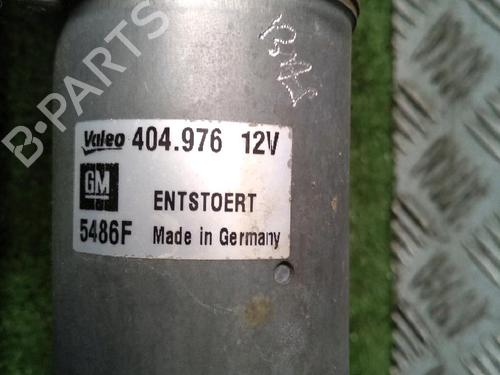 B-PARTS
Valeo 404.976 12V
GM
ENTSTOERT
5486F Made in Germany